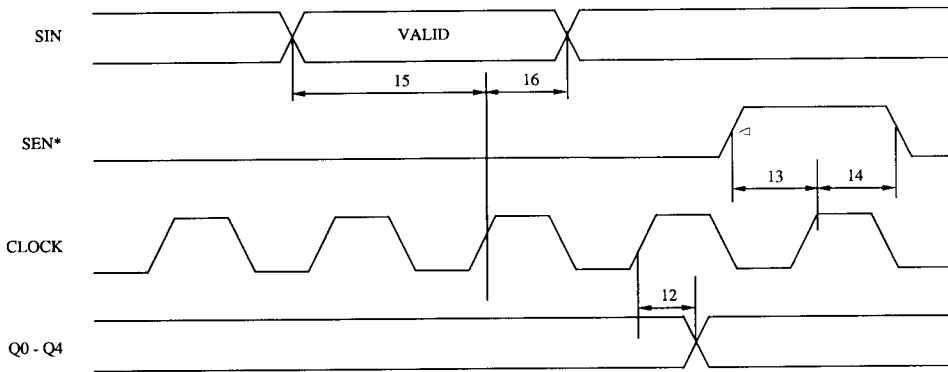 SIN
VALID
15
16
SEN*
13
14
CLOCK
12
Q0 - Q4